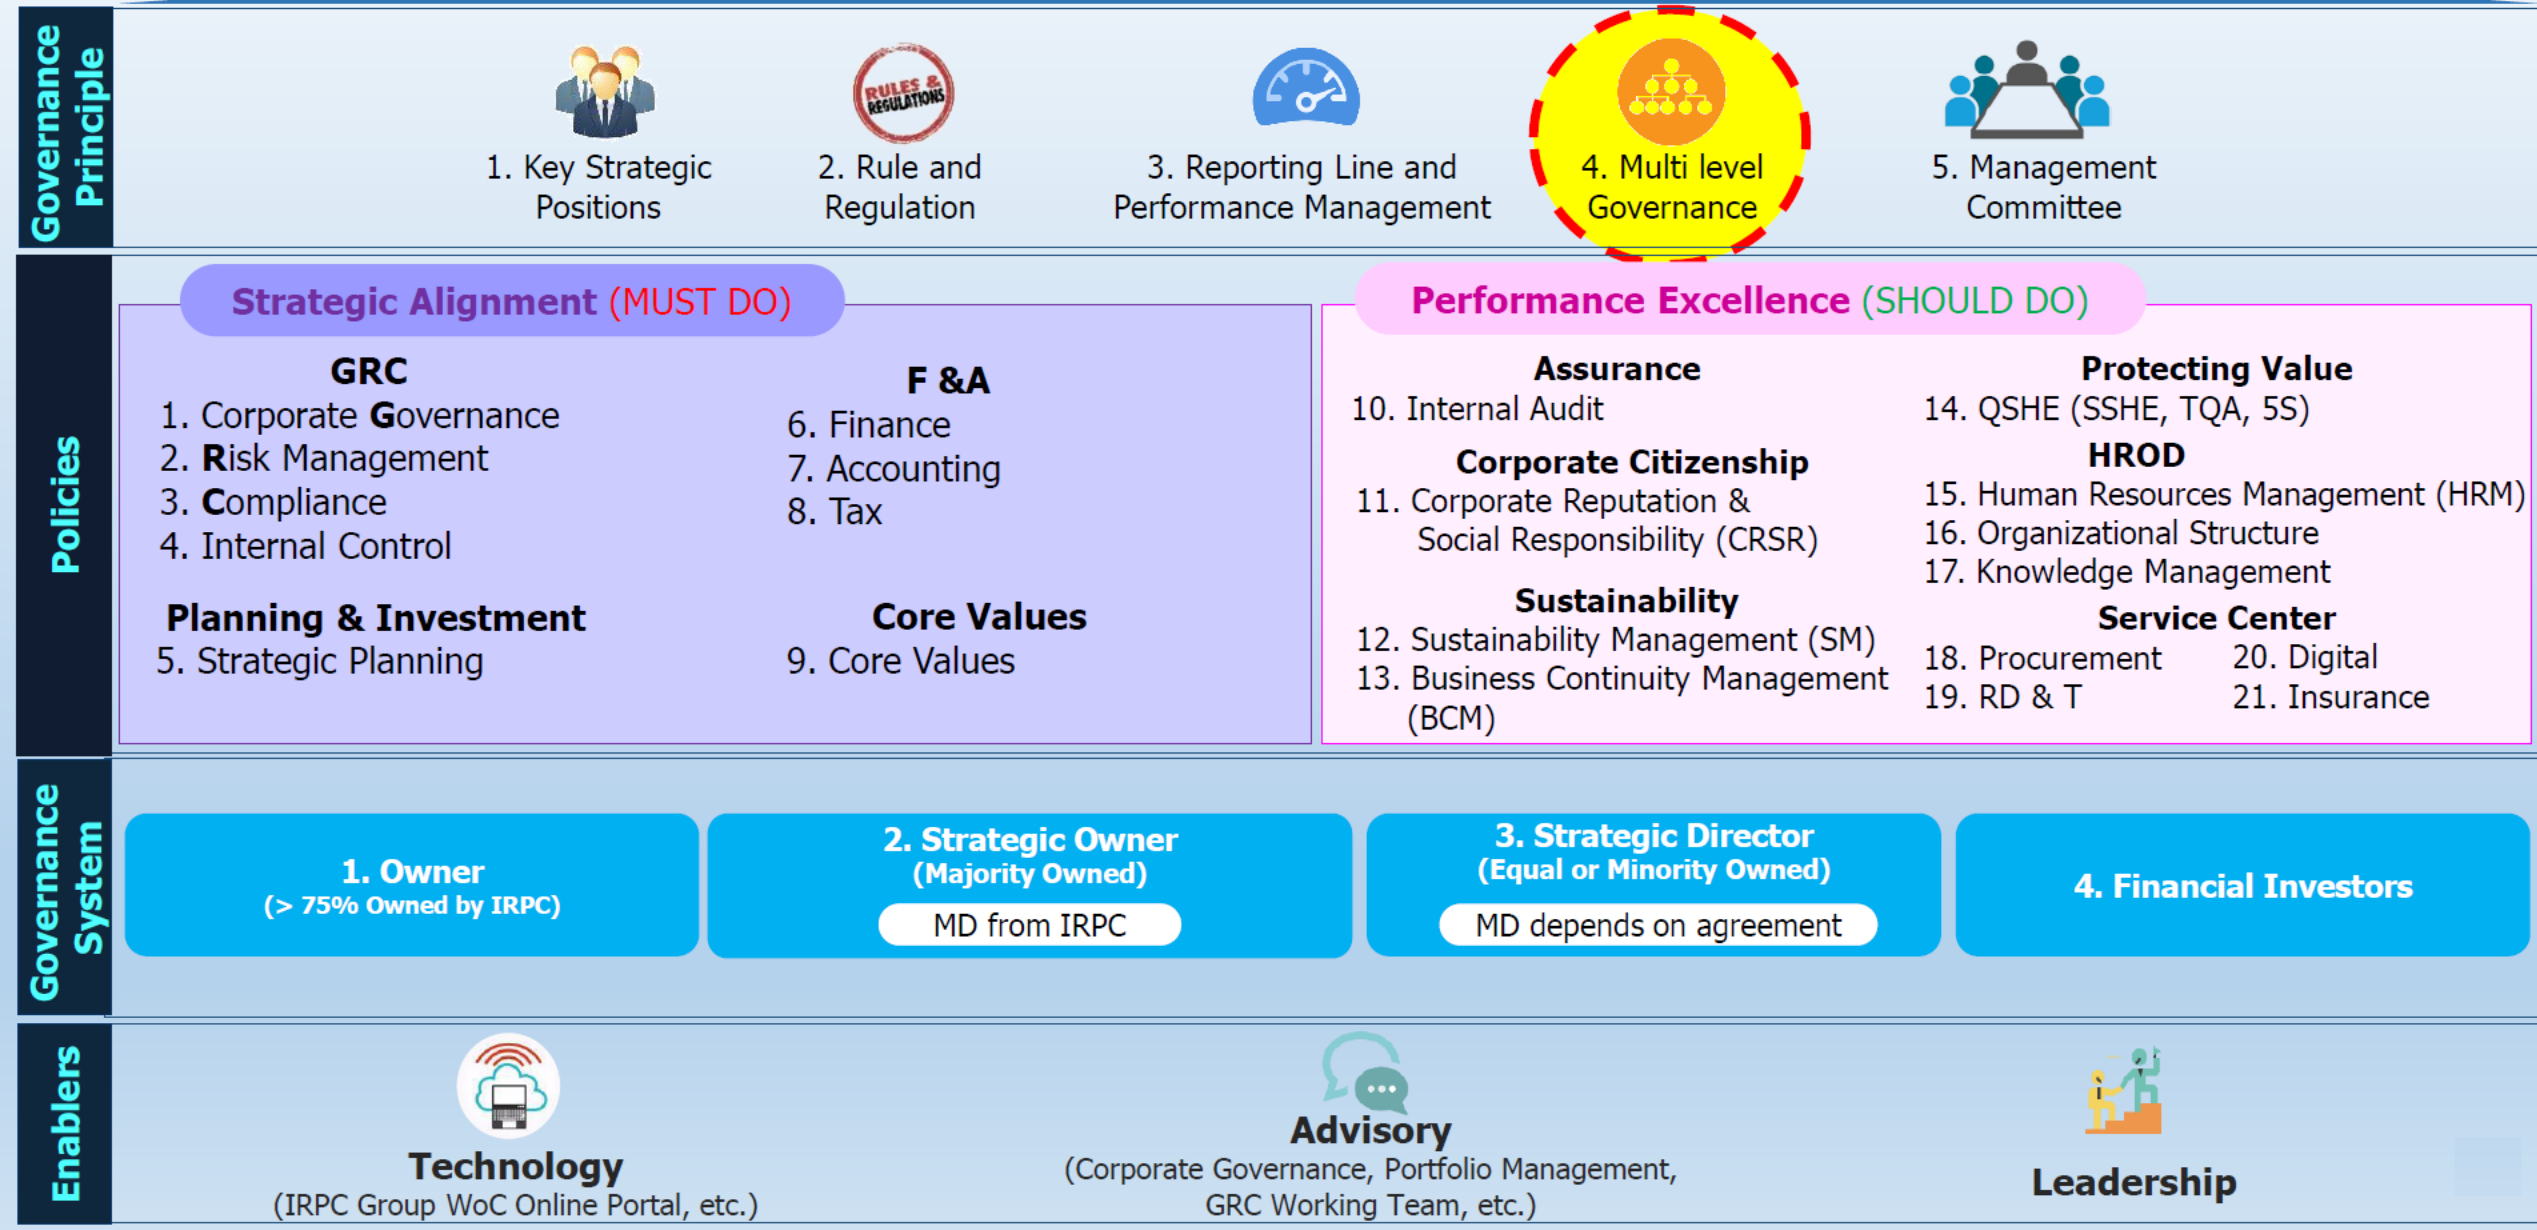 Governance
Principle
RULES &
REGULATIONS
1. Key Strategic
Positions
2. Rule and
Regulation
3. Reporting Line and
Performance Management
4. Multi level
Governance
5. Management
Committee
Policies
Strategic Alignment (MUST DO)
GRC
1. Corporate Governance
2. Risk Management
3. Compliance
4. Internal Control
Planning & Investment
5. Strategic Planning
F &A
6. Finance
7. Accounting
8. Tax
Core Values
9. Core Values
Performance Excellence (SHOULD DO)
Assurance
10. Internal Audit
Corporate Citizenship
11. Corporate Reputation &
Social Responsibility (CRSR)
Sustainability
12. Sustainability Management (SM)
13. Business Continuity Management
(BCM)
Protecting Value
14. QSHE (SSHE, TQA, 5S)
HROD
15. Human Resources Management (HRM)
16. Organizational Structure
17. Knowledge Management
Service Center
18. Procurement
19. RD & T
20. Digital
21. Insurance
Governance
System
1. Owner
(> 75% Owned by IRPC)
2. Strategic Owner
(Majority Owned)
MD from IRPC
3. Strategic Director
(Equal or Minority Owned)
MD depends on agreement
4. Financial Investors
Enablers
Technology
(IRPC Group WoC Online Portal, etc.)
Advisory
(Corporate Governance, Portfolio Management,
GRC Working Team, etc.)
Leadership